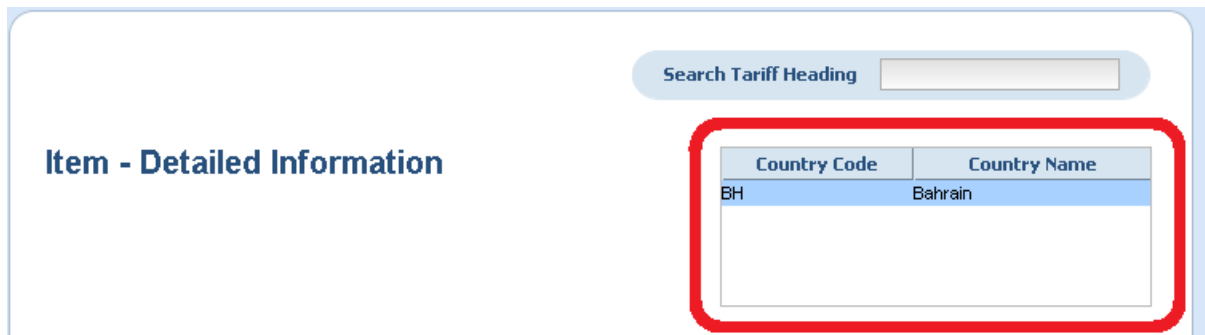 Search Tariff Heading
Item - Detailed Information
Country Code Country Name
BH Bahrain